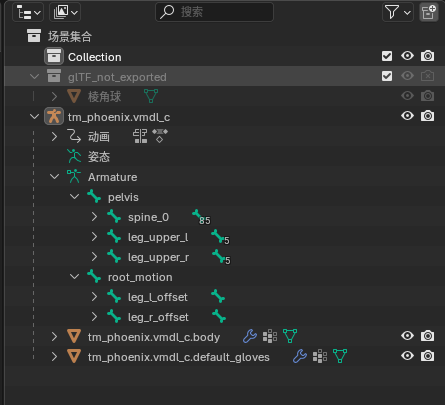 搜索
场景集合
Collection
glTF_not_exported
棱角球
tm_phoenix.vmdl_c
动画
姿态
Armature
pelvis
spine_0 85
leg_upper_l 5
leg_upper_r 5
root_motion
leg_l_offset
leg_r_offset
tm_phoenix.vmdl_c.body
tm_phoenix.vmdl_c.default_gloves